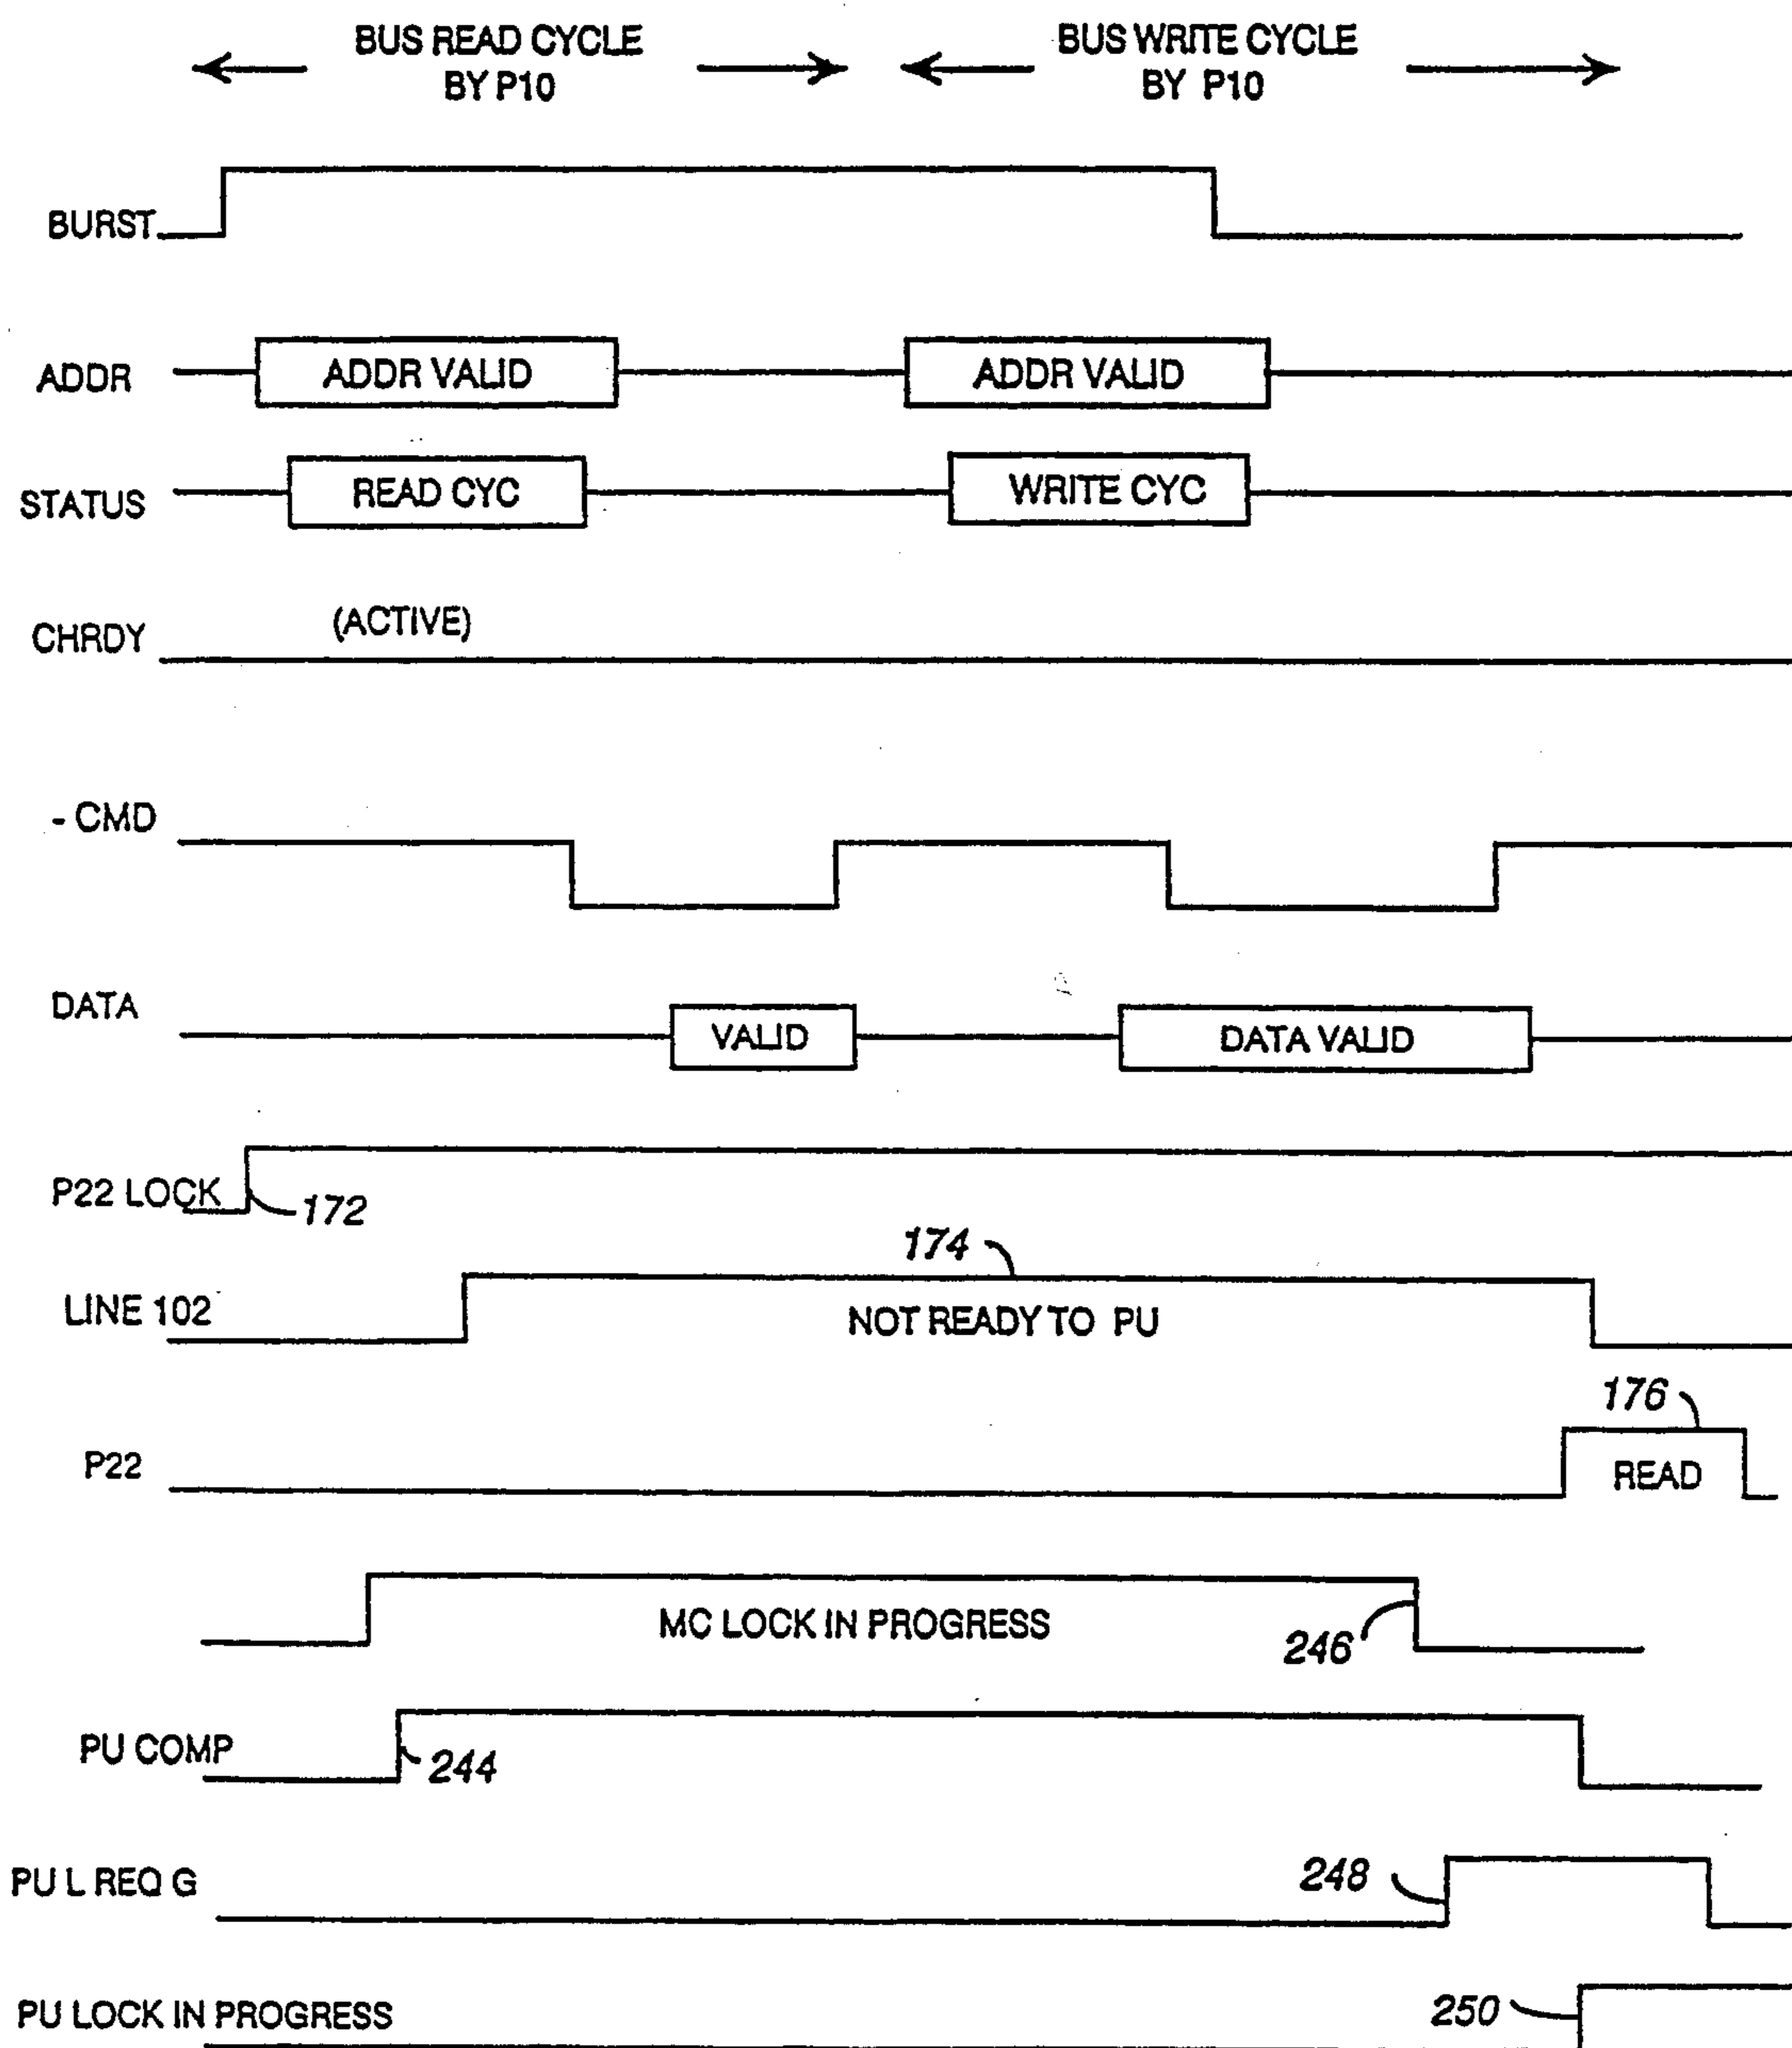 BUS READ CYCLE
BY P10
BUS WRITE CYCLE
BY P10
BURST
ADDR
ADDR VALID
ADDR VALID
STATUS
READ CYC
WRITE CYC
CHRDY
(ACTIVE)
- CMD
DATA
VALID
DATA VALID
P22 LOCK
172
174
LINE 102
NOT READY TO PU
176
P22
READ
MC LOCK IN PROGRESS
246
PU COMP
244
PU L REQ G
248
PU LOCK IN PROGRESS
250